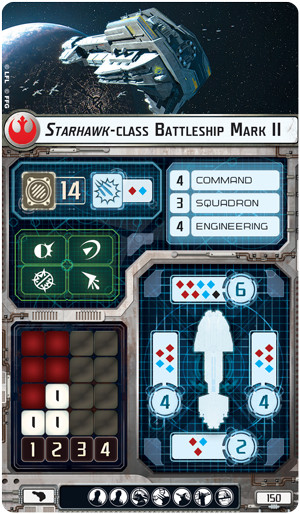 © LFL © FFG
STARHAWK-CLASS BATTLESHIP MARK II
14
4 COMMAND
3 SQUADRON
4 ENGINEERING
6
4
4
2
1
1 1
1 2 3 4
150